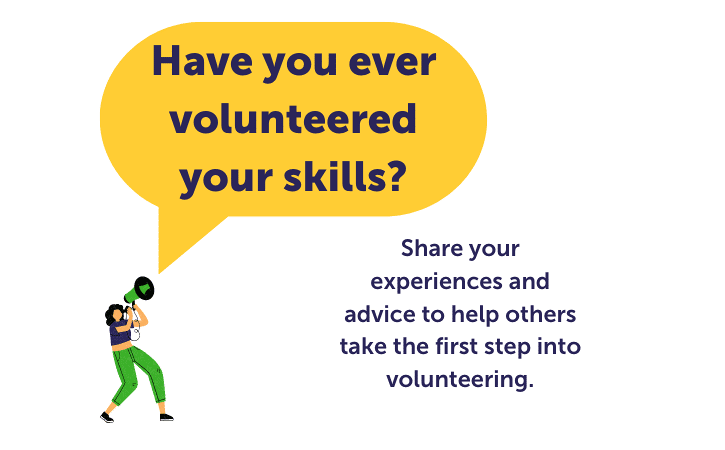 Have you ever
volunteered
your skills?
Share your
experiences and
advice to help others
take the first step into
volunteering.